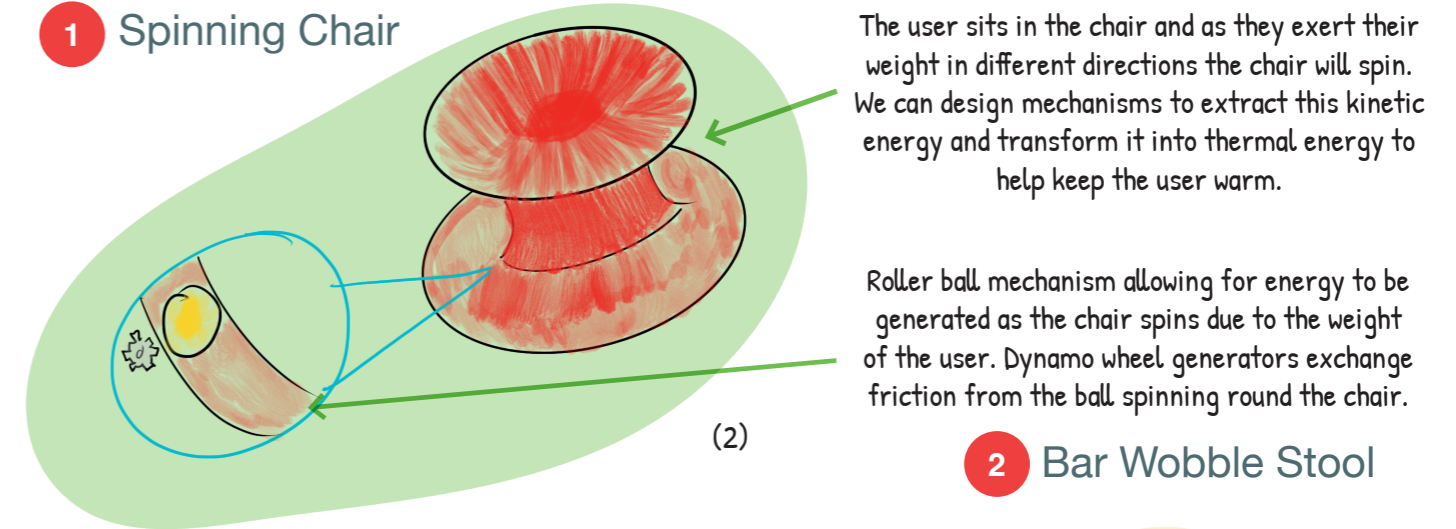 1 Spinning Chair
The user sits in the chair and as they exert their
weight in different directions the chair will spin.
We can design mechanisms to extract this kinetic
energy and transform it into thermal energy to
help keep the user warm.
Roller ball mechanism allowing for energy to be
generated as the chair spins due to the weight
of the user. Dynamo wheel generators exchange
friction from the ball spinning round the chair.
(2)
2 Bar Wobble Stool